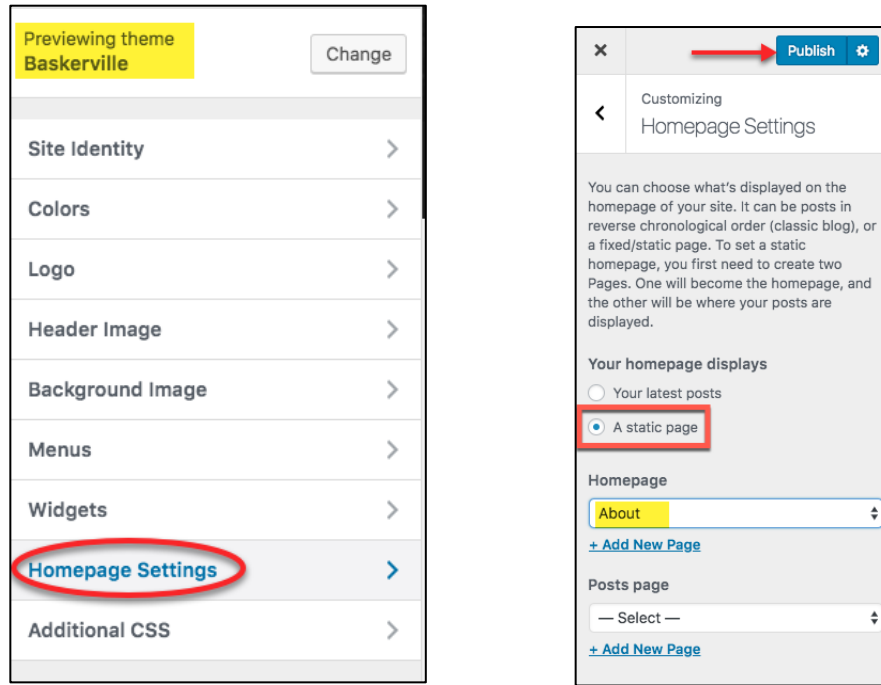 Previewing theme
Baskerville
Change
Site Identity
Colors
Logo
Header Image
Background Image
Menus
Widgets
Homepage Settings
Additional CSS
Publish
Customizing
Homepage Settings
You can choose what's displayed on the
homepage of your site. It can be posts in
reverse chronological order (classic blog), or
a fixed/static page. To set a static
homepage, you first need to create two
Pages. One will become the homepage, and
the other will be where your posts are
displayed.
Your homepage displays
Your latest posts
A static page
Homepage
About
+ Add New Page
Posts page
— Select —
+ Add New Page